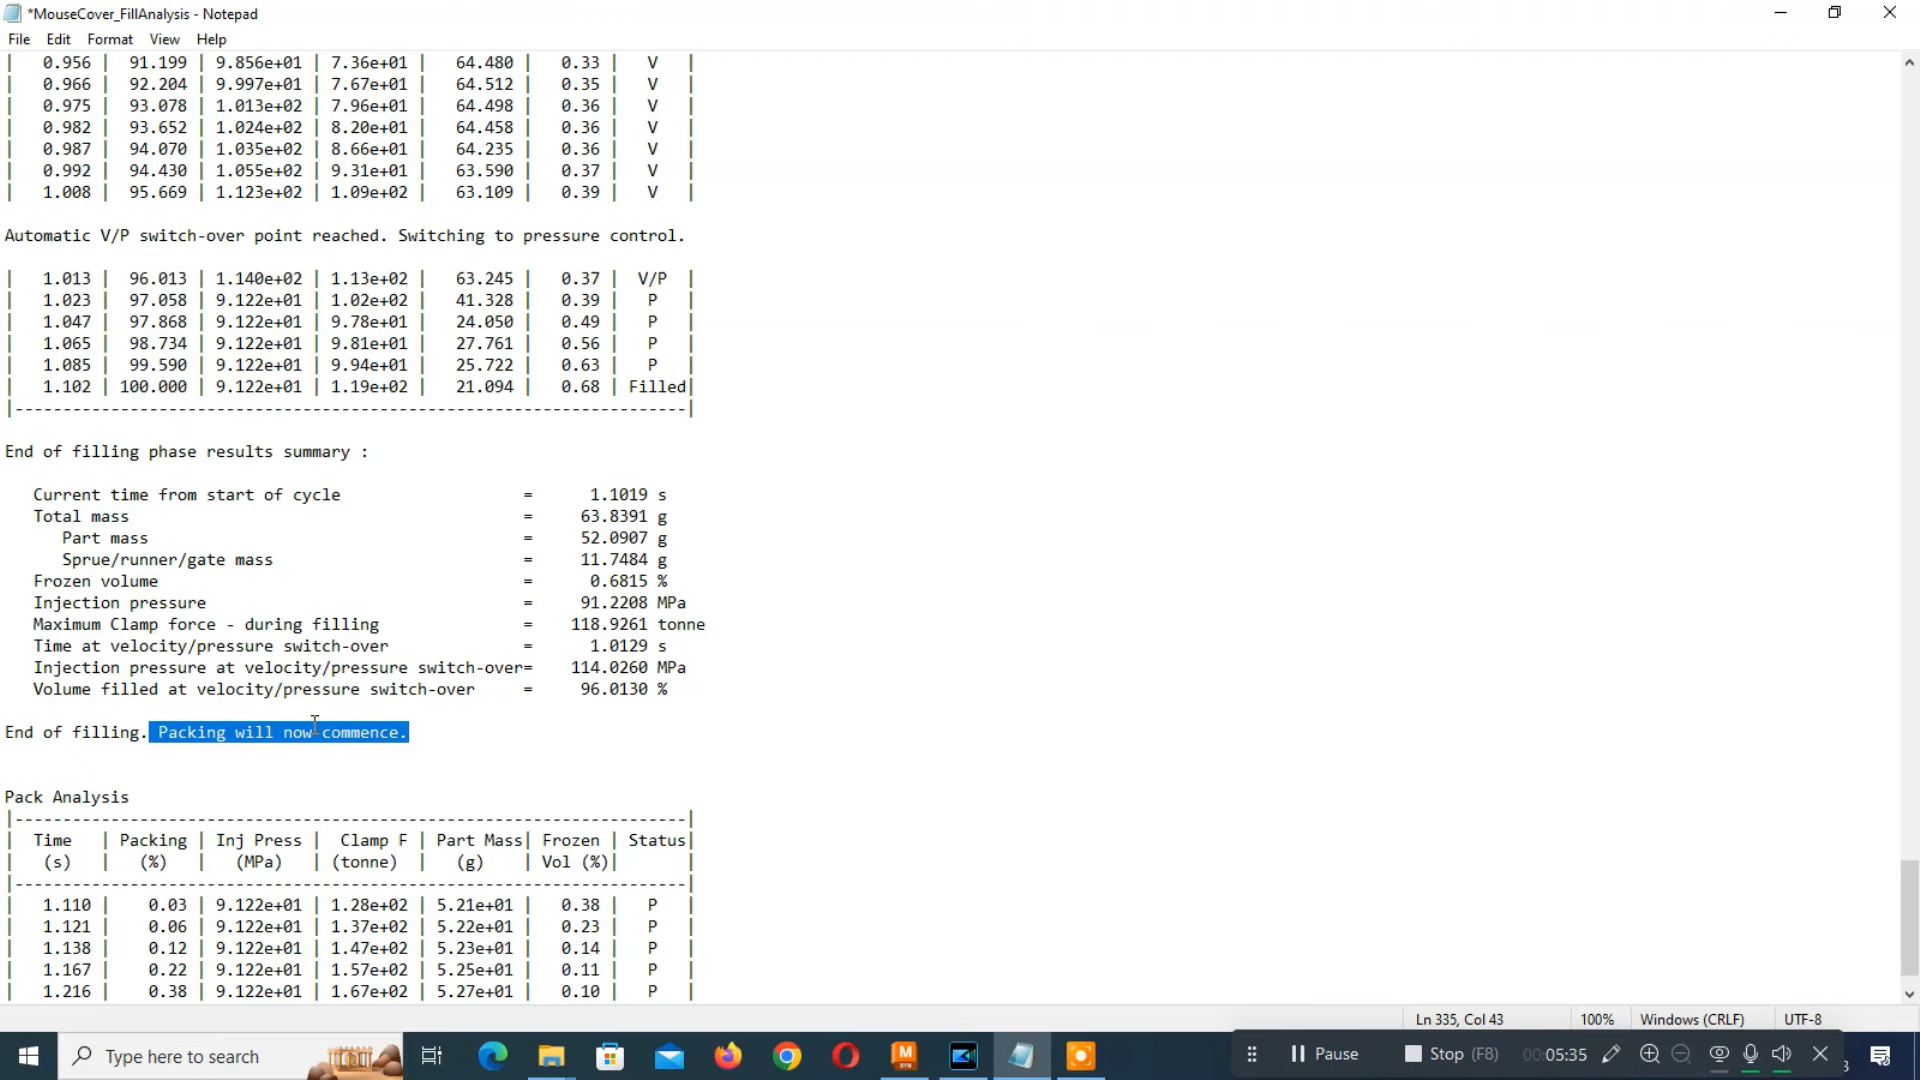 *MouseCover_FillAnalysis - Notepad
File Edit Format View Help
| 0.956 | 91.199 | 9.856e+01 | 7.36e+01 | 64.480 | 0.33 | V |
| 0.966 | 92.204 | 9.997e+01 | 7.67e+01 | 64.512 | 0.35 | V |
| 0.975 | 93.078 | 1.013e+02 | 7.96e+01 | 64.498 | 0.36 | V |
| 0.982 | 93.652 | 1.024e+02 | 8.20e+01 | 64.458 | 0.36 | V |
| 0.987 | 94.070 | 1.035e+02 | 8.66e+01 | 64.235 | 0.36 | V |
| 0.992 | 94.430 | 1.055e+02 | 9.31e+01 | 63.590 | 0.37 | V |
| 1.008 | 95.669 | 1.123e+02 | 1.09e+02 | 63.109 | 0.39 | V |
Automatic V/P switch-over point reached. Switching to pressure control.
| 1.013 | 96.013 | 1.140e+02 | 1.13e+02 | 63.245 | 0.37 | V/P |
| 1.023 | 97.058 | 9.122e+01 | 1.02e+02 | 41.328 | 0.39 | P |
| 1.047 | 97.868 | 9.122e+01 | 9.78e+01 | 24.050 | 0.49 | P |
| 1.065 | 98.734 | 9.122e+01 | 9.81e+01 | 27.761 | 0.56 | P |
| 1.085 | 99.590 | 9.122e+01 | 9.94e+01 | 25.722 | 0.63 | P |
| 1.102 | 100.000 | 9.122e+01 | 1.19e+02 | 21.094 | 0.68 | Filled|
|----------------------------------------------------------------------|
End of filling phase results summary :
Current time from start of cycle = 1.1019 s
Total mass = 63.8391 g
Part mass = 52.0907 g
Sprue/runner/gate mass = 11.7484 g
Frozen volume = 0.6815 %
Injection pressure = 91.2208 MPa
Maximum Clamp force - during filling = 118.9261 tonne
Time at velocity/pressure switch-over = 1.0129 s
Injection pressure at velocity/pressure switch-over= 114.0260 MPa
Volume filled at velocity/pressure switch-over = 96.0130 %
End of filling. Packing will now commence.
Pack Analysis
|----------------------------------------------------------------------|
| Time | Packing | Inj Press | Clamp F | Part Mass| Frozen | Status|
| (s) | (%) | (MPa) | (tonne) | (g) | Vol (%)| |
|----------------------------------------------------------------------|
| 1.110 | 0.03 | 9.122e+01 | 1.28e+02 | 5.21e+01 | 0.38 | P |
| 1.121 | 0.06 | 9.122e+01 | 1.37e+02 | 5.22e+01 | 0.23 | P |
| 1.138 | 0.12 | 9.122e+01 | 1.47e+02 | 5.23e+01 | 0.14 | P |
| 1.167 | 0.22 | 9.122e+01 | 1.57e+02 | 5.25e+01 | 0.11 | P |
| 1.216 | 0.38 | 9.122e+01 | 1.67e+02 | 5.27e+01 | 0.10 | P |
Ln 335, Col 43 100% Windows (CRLF) UTF-8
Type here to search Pause Stop (F8) 00:05:35